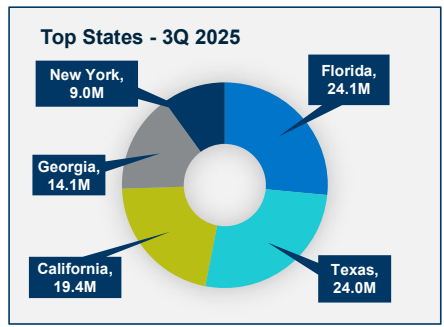 Top States - 3Q 2025
New York,
9.0M
Florida,
24.1M
Georgia,
14.1M
California,
19.4M
Texas,
24.0M